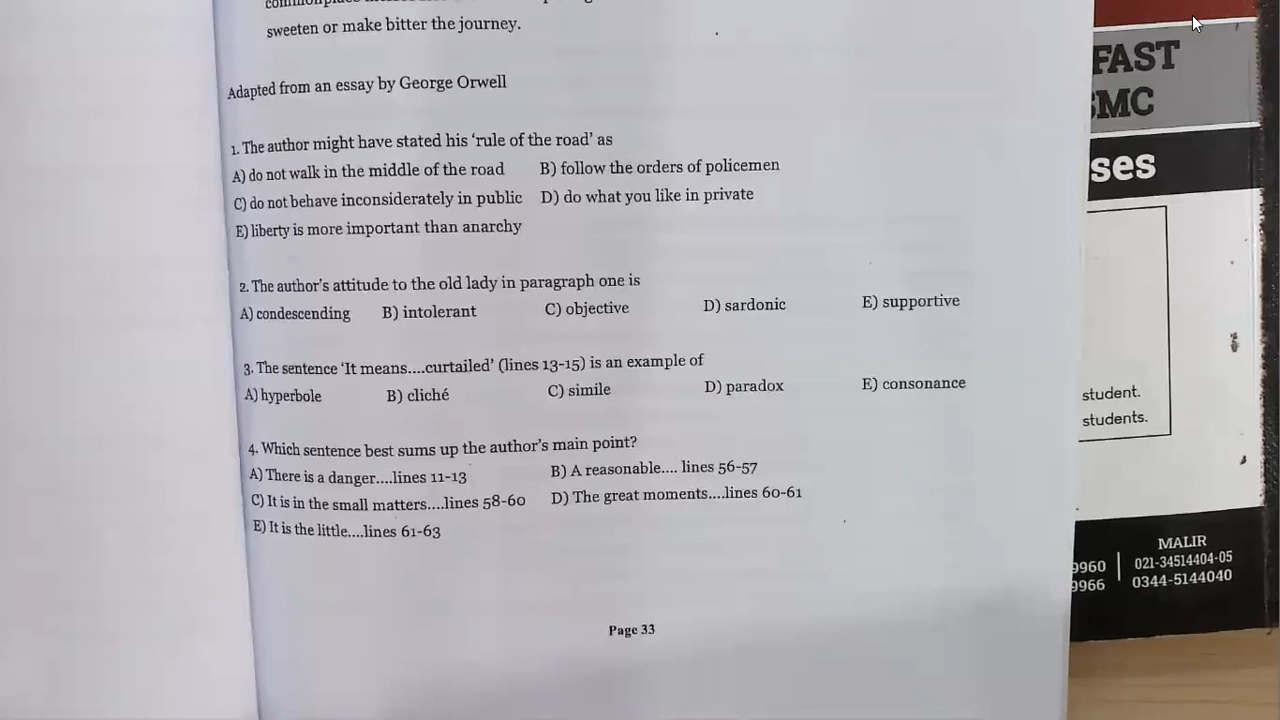 sweeten or make bitter the journey.
Adapted from an essay by George Orwell
1. The author might have stated his ‘rule of the road’ as
A) do not walk in the middle of the road B) follow the orders of policemen
C) do not behave inconsiderately in public D) do what you like in private
E) liberty is more important than anarchy
2. The author’s attitude to the old lady in paragraph one is
A) condescending B) intolerant C) objective D) sardonic E) supportive
3. The sentence ‘It means....curtailed’ (lines 13-15) is an example of
A) hyperbole B) cliché C) simile D) paradox E) consonance
4. Which sentence best sums up the author’s main point?
A) There is a danger....lines 11-13 B) A reasonable.... lines 56-57
C) It is in the small matters....lines 58-60 D) The great moments....lines 60-61
E) It is the little....lines 61-63
Page 33
FAST
MC
ses
student.
students.
MALIR
9960 021-34514404-05
9966 0344-5144040